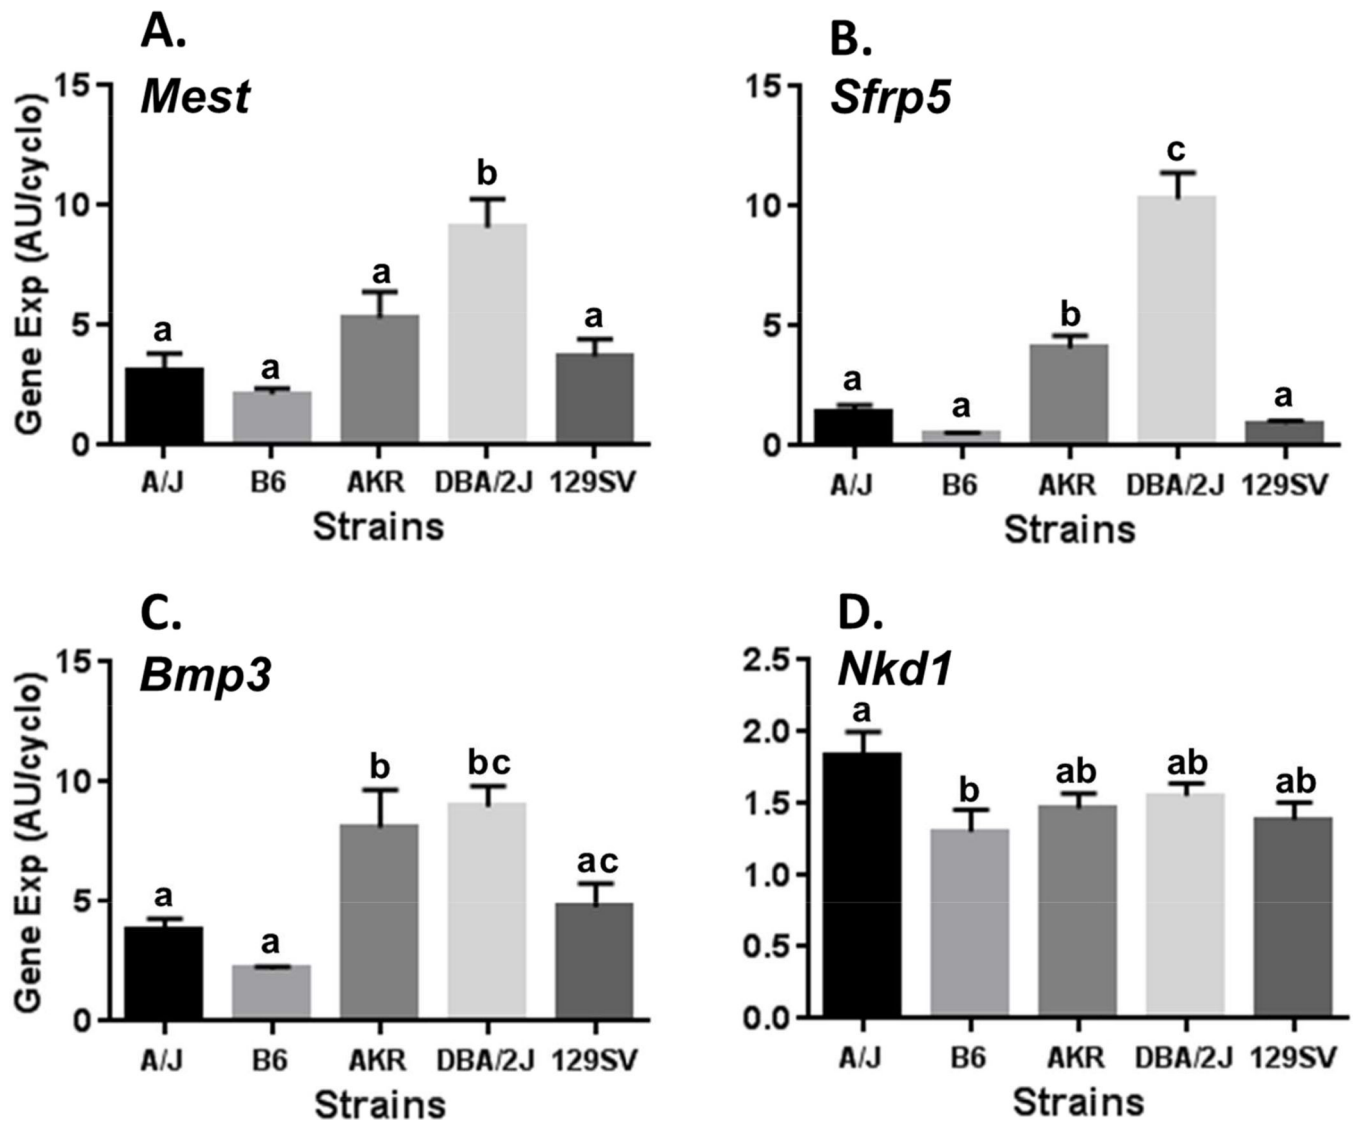 A.
Mest
Gene Exp (AU/cyclo)
15
10
5
0
a
a
a
b
a
A/J B6 AKR DBA/2J 129SV
Strains
B.
Sfrp5
15
10
5
0
a
a
b
c
a
A/J B6 AKR DBA/2J 129SV
Strains
C.
Bmp3
Gene Exp (AU/cyclo)
15
10
5
0
a
a
b
bc
ac
A/J B6 AKR DBA/2J 129SV
Strains
D.
Nkd1
2.5
2.0
1.5
1.0
0.5
0.0
a
b
ab
ab
ab
A/J B6 AKR DBA/2J 129SV
Strains